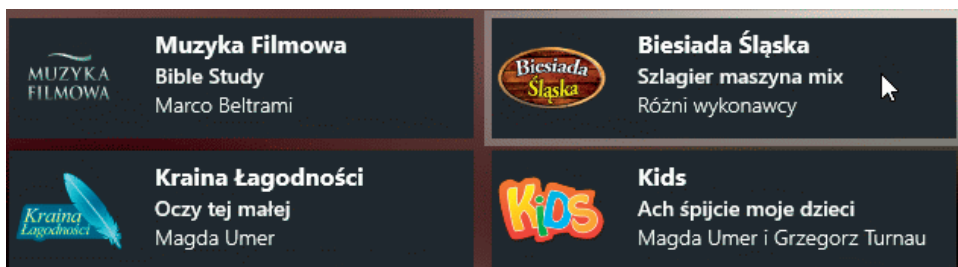 MUZYKA
FILMOWA
Muzyka Filmowa
Bible Study
Marco Beltrami
Biesiada
Śląska
Biesiada Śląska
Szlagier maszyna mix
Różni wykonawcy
Kraina
Łagodności
Kraina Łagodności
Oczy tej małej
Magda Umer
KiDS
Kids
Ach śpijcie moje dzieci
Magda Umer i Grzegorz Turnau